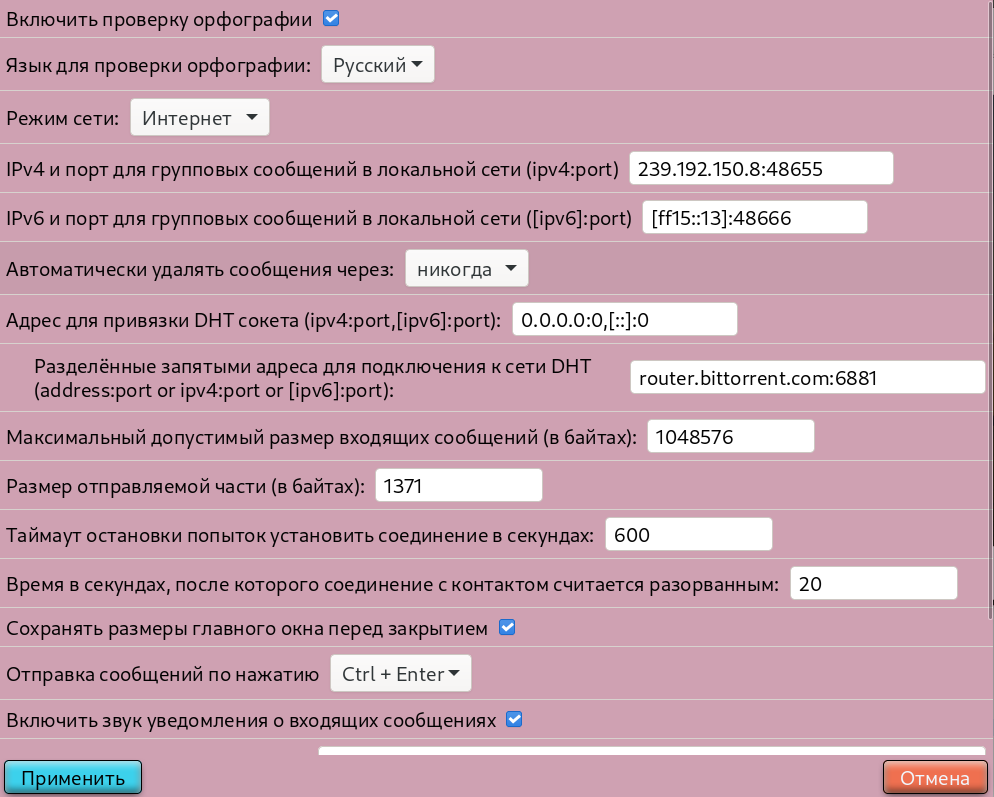 Включить проверку орфографии
Язык для проверки орфографии: Русский
Режим сети: Интернет
IPv4 и порт для групповых сообщений в локальной сети (ipv4:port) 239.192.150.8:48655
IPv6 и порт для групповых сообщений в локальной сети ([ipv6]:port) [ff15::13]:48666
Автоматически удалять сообщения через: никогда
Адрес для привязки DHT сокета (ipv4:port,[ipv6]:port): 0.0.0.0:0,[::]:0
Разделённые запятыми адреса для подключения к сети DHT
(address:port or ipv4:port or [ipv6]:port): router.bittorrent.com:6881
Максимальный допустимый размер входящих сообщений (в байтах): 1048576
Размер отправляемой части (в байтах): 1371
Таймаут остановки попыток установить соединение в секундах: 600
Время в секундах, после которого соединение с контактом считается разорванным: 20
Сохранять размеры главного окна перед закрытием
Отправка сообщений по нажатию Ctrl + Enter
Включить звук уведомления о входящих сообщениях
Применить Отмена